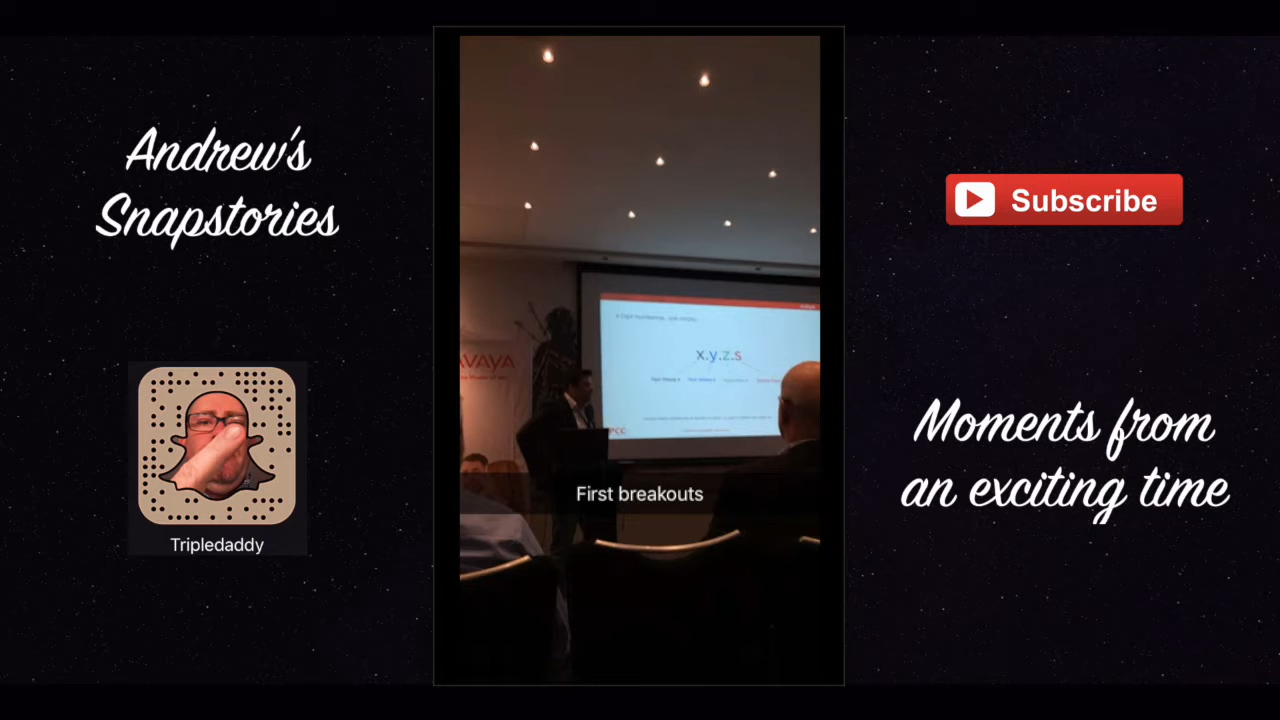 Andrew's
Snapstories
Tripledaddy
AVAYA
x.y.z.s
First breakouts
Subscribe
Moments from
an exciting time